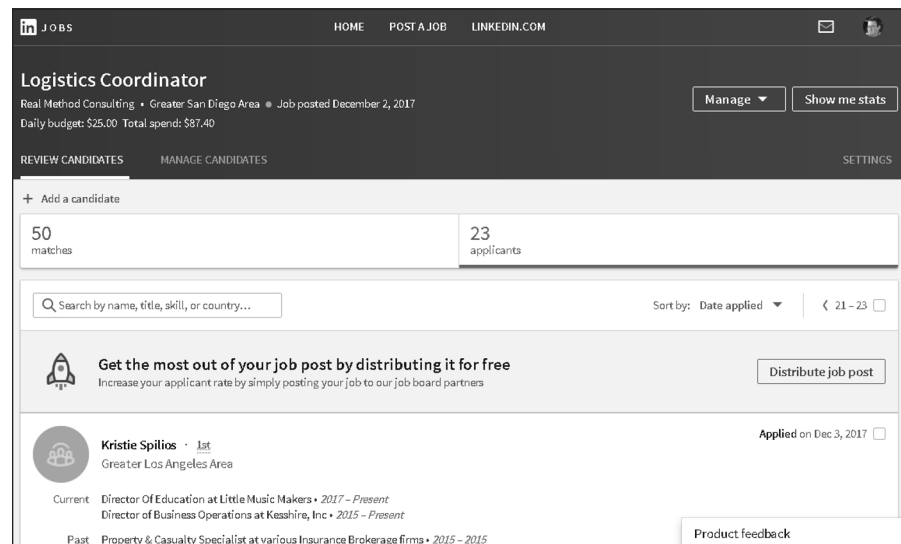 in JOBS HOME POST A JOB LINKEDIN.COM
Logistics Coordinator
Real Method Consulting • Greater San Diego Area ● Job posted December 2, 2017
Manage Show me stats
Daily budget: $25.00 Total spend: $87.40
REVIEW CANDIDATES MANAGE CANDIDATES SETTINGS
+ Add a candidate
50 23
matches applicants
Search by name, title, skill, or country... Sort by: Date applied 21 – 23
Get the most out of your job post by distributing it for free
Distribute job post
Increase your applicant rate by simply posting your job to our job board partners
Applied on Dec 3, 2017
Kristie Spilios · 1st
Greater Los Angeles Area
Current Director Of Education at Little Music Makers • 2017 – Present
Director of Business Operations at Kesshire, Inc • 2015 – Present
Product feedback
Past Property & Casualty Specialist at various Insurance Brokerage firms • 2015 – 2015